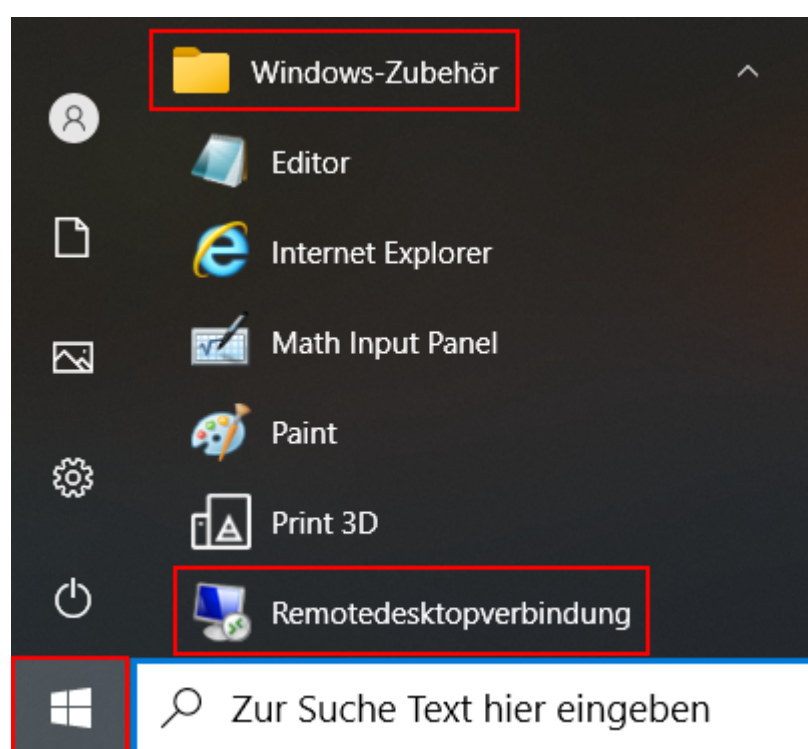 Windows-Zubehör
Editor
Internet Explorer
Math Input Panel
Paint
Print 3D
Remotedesktopverbindung
Zur Suche Text hier eingeben